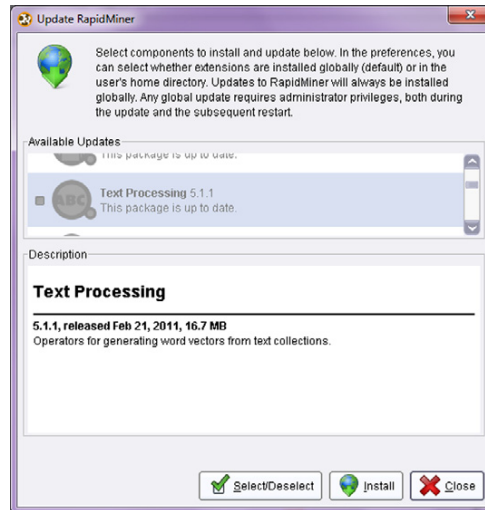 Update RapidMiner
Select components to install and update below. In the preferences, you
can select whether extensions are installed globally (default) or in the
user's home directory. Updates to RapidMiner will always be installed
globally. Any global update requires administrator privileges, both during
the update and the subsequent restart.
Available Updates
This package is up to date.
ABC
Text Processing 5.1.1
This package is up to date.
Description
Text Processing
5.1.1, released Feb 21, 2011, 16.7 MB
Operators for generating word vectors from text collections.
Select/Deselect
Install
Close